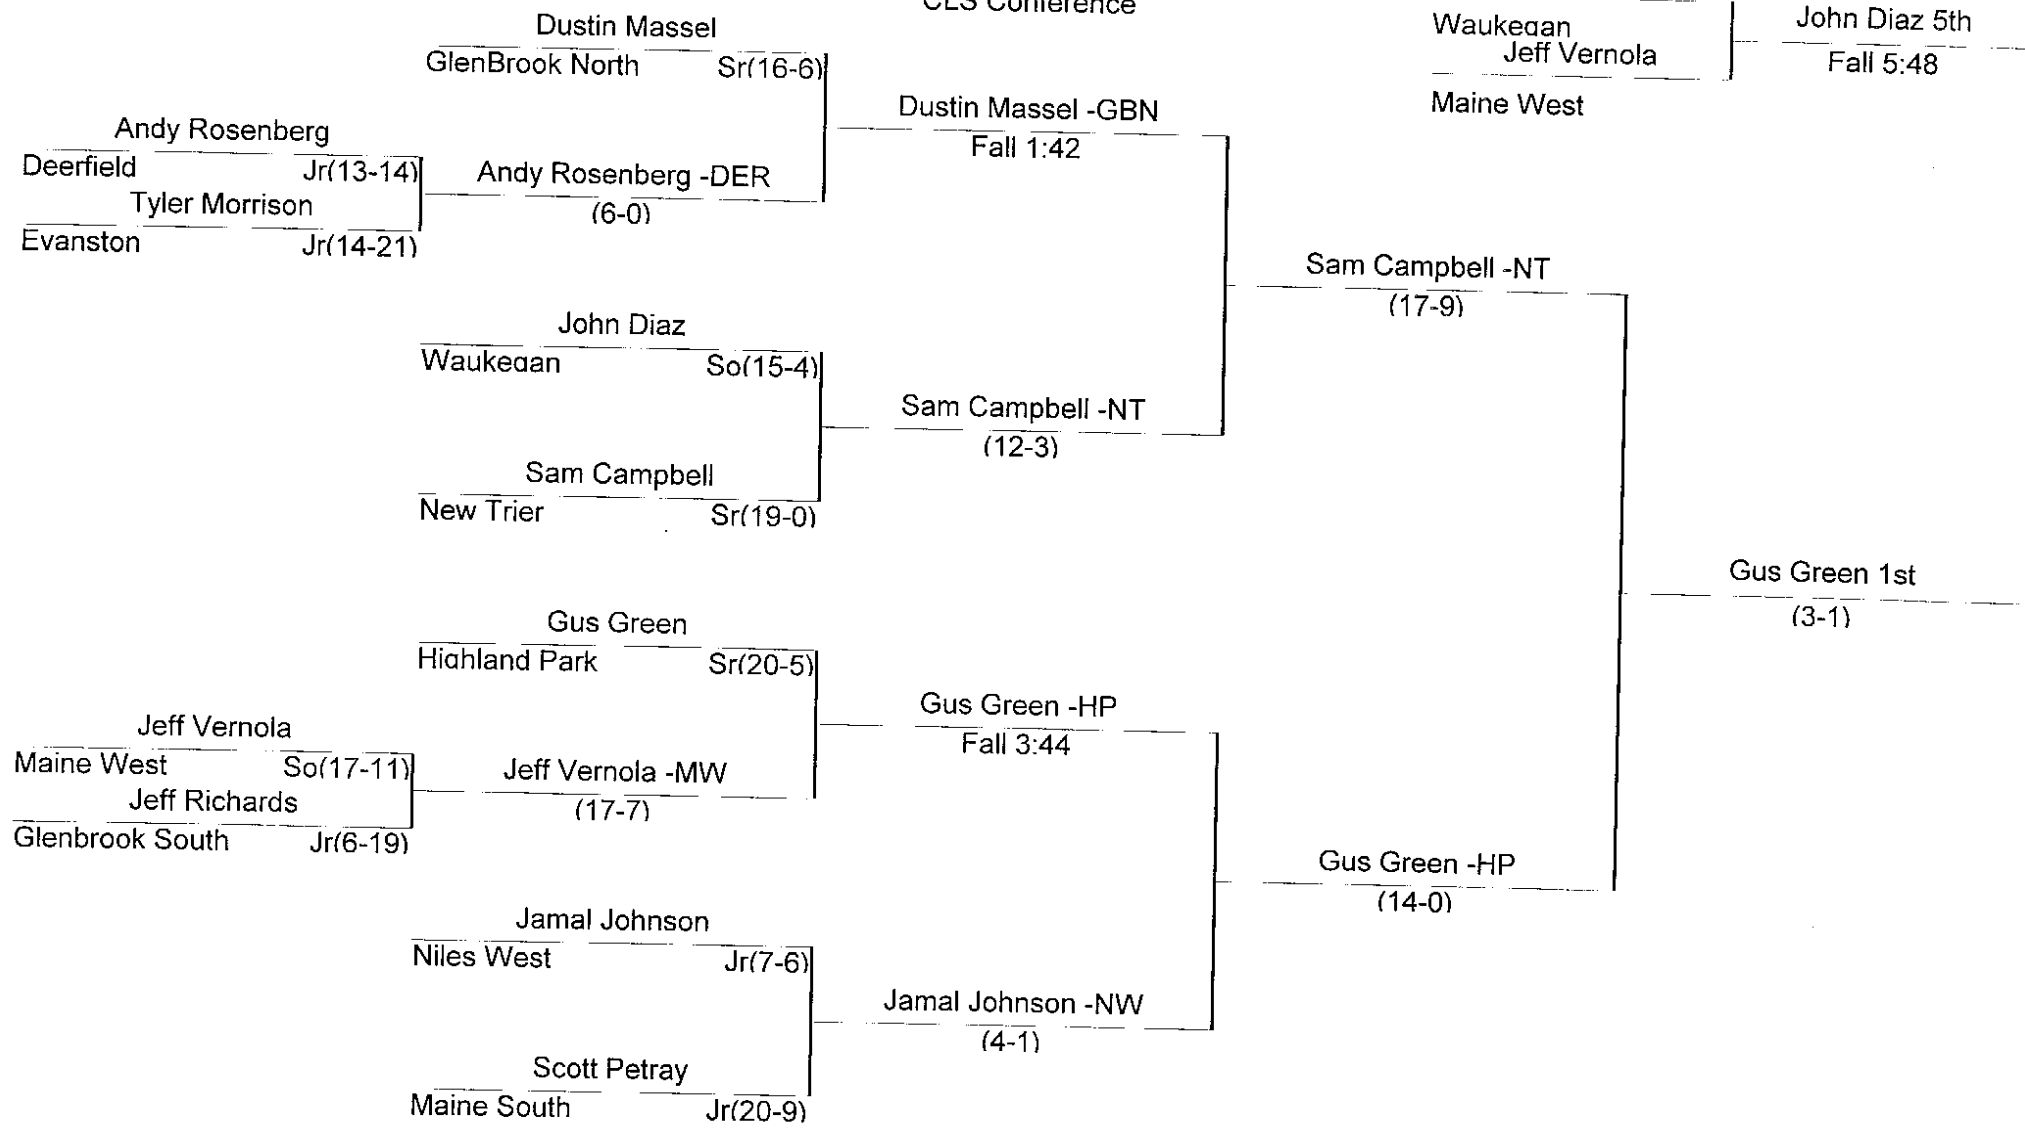 CLS Conference
Waukegan
Jeff Vernola
Maine West
John Diaz 5th
Fall 5:48
Dustin Massel
GlenBrook North Sr(16-6)
Andy Rosenberg
Deerfield Jr(13-14)
Tyler Morrison
Evanston Jr(14-21)
Andy Rosenberg -DER
(6-0)
Dustin Massel -GBN
Fall 1:42
John Diaz
Waukegan So(15-4)
Sam Campbell
New Trier Sr(19-0)
Sam Campbell -NT
(12-3)
Sam Campbell -NT
(17-9)
Gus Green
Highland Park Sr(20-5)
Jeff Vernola
Maine West So(17-11)
Jeff Richards
Glenbrook South Jr(6-19)
Jeff Vernola -MW
(17-7)
Gus Green -HP
Fall 3:44
Jamal Johnson
Niles West Jr(7-6)
Scott Petray
Maine South Jr(20-9)
Jamal Johnson -NW
(4-1)
Gus Green -HP
(14-0)
Gus Green 1st
(3-1)